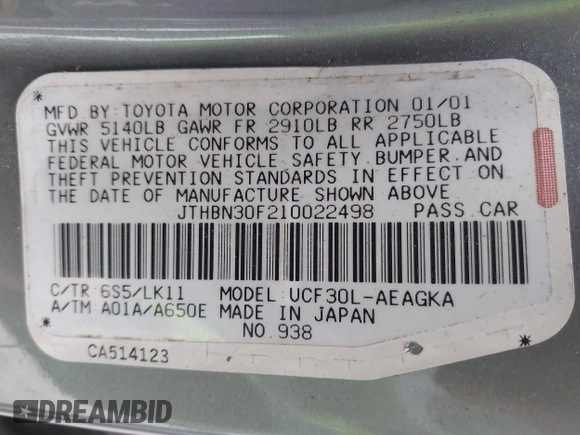 MFD BY:TOYOTA MOTOR CORPORATION 01/01
GVWR 5140LB GAWR FR 2910LB RR 2750LB
THIS VEHICLE CONFORMS TO ALL APPLICABLE
FEDERAL MOTOR VEHICLE SAFETY,BUMPER,AND
THEFT PREVENTION STANDARDS IN EFFECT ON
THE DATE OF MANUFACTURE SHOWN ABOVE.
JTHBN30F210022498 PASS.CAR
C/TR:6S5/LK11 MODEL:UCF30L-AEAGKA
A/TM:A01A/A650E MADE IN JAPAN
NO.938
CA514123
DREAMBID